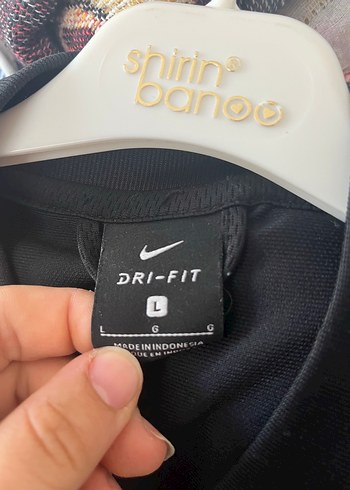 shirin®
banoo
DRI-FIT
L
L G G
MADE IN INDONESIA